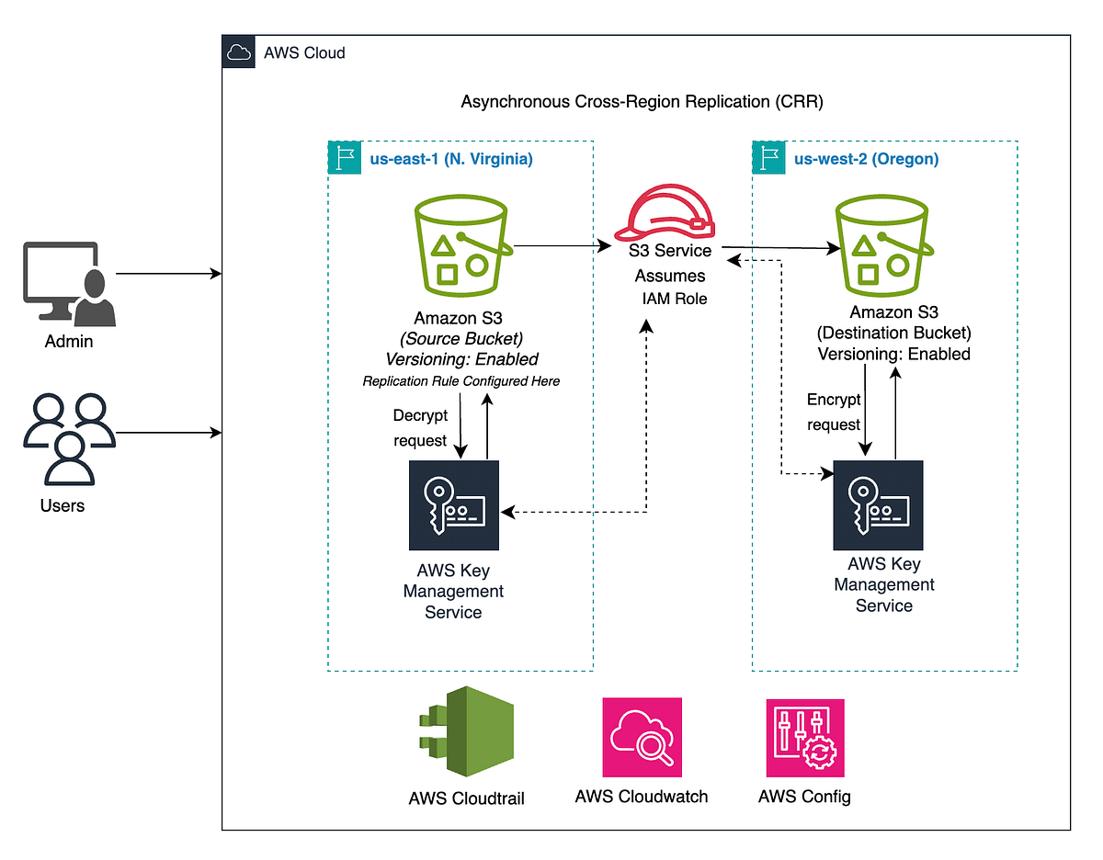 AWS Cloud
Asynchronous Cross-Region Replication (CRR)
us-east-1 (N. Virginia)
us-west-2 (Oregon)
S3 Service
Assumes
IAM Role
Admin
Amazon S3
(Source Bucket)
Versioning: Enabled
Replication Rule Configured Here
Amazon S3
(Destination Bucket)
Versioning: Enabled
Decrypt
request
Encrypt
request
Users
AWS Key
Management
Service
AWS Key
Management
Service
AWS Cloudtrail
AWS Cloudwatch
AWS Config